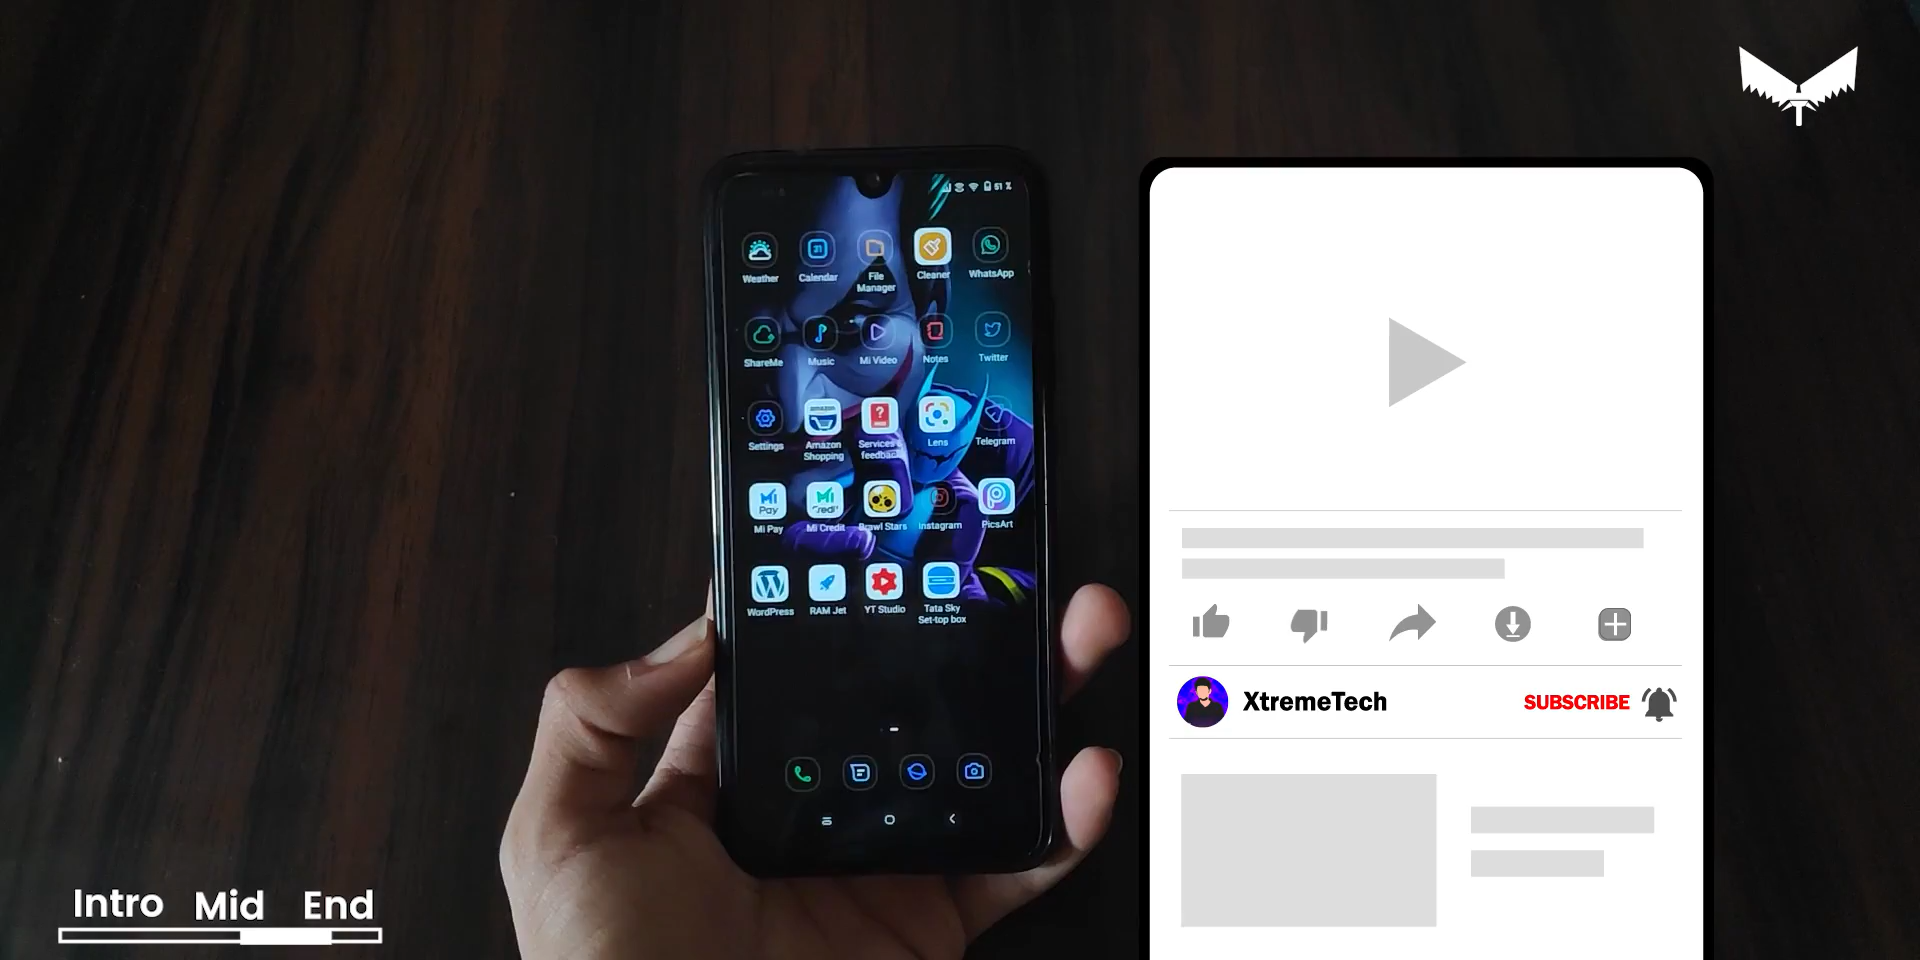 51 %
Weather
Calendar
File
Manager
Cleaner
WhatsApp
ShareMe
Music
Mi Video
Notes
Twitter
Settings
Amazon
Shopping
Services &
feedback
Lens
Telegram
Mi Pay
Mi Credit
Brawl Stars
Instagram
PicsArt
WordPress
RAM Jet
YT Studio
Tata Sky
Set-top box
XtremeTech
SUBSCRIBE
Intro Mid End